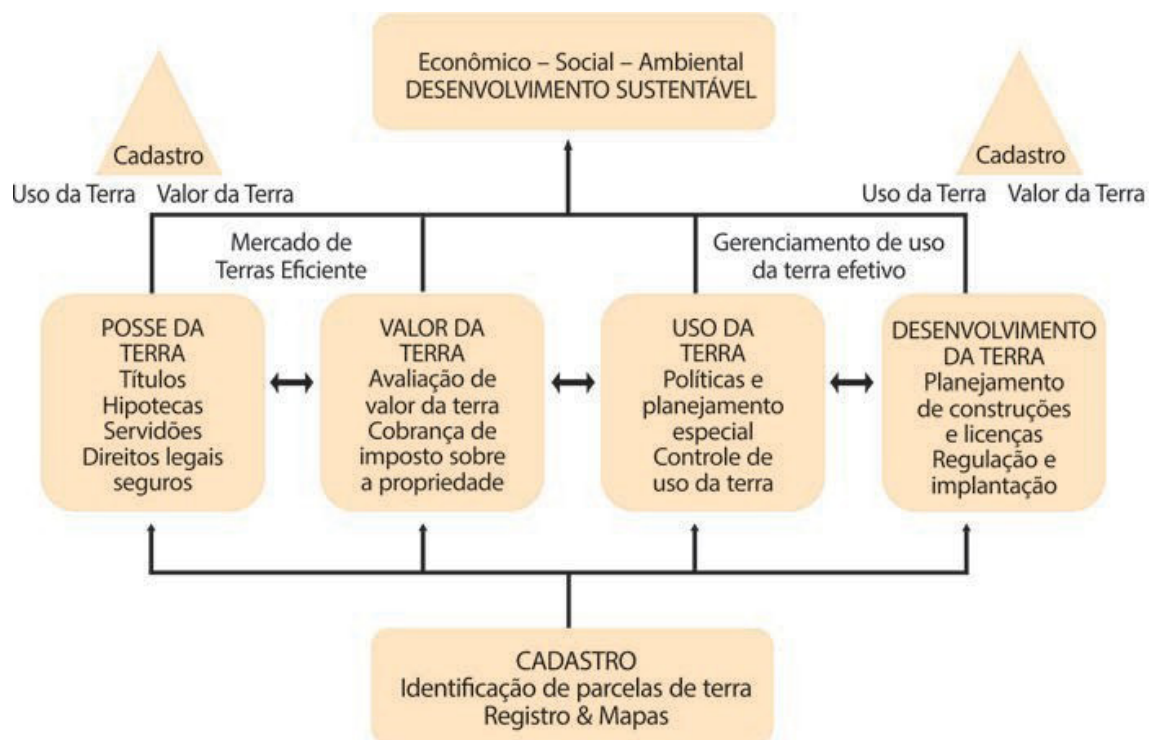 Econômico – Social – Ambiental
DESENVOLVIMENTO SUSTENTÁVEL
Cadastro
Uso da Terra Valor da Terra
Cadastro
Uso da Terra Valor da Terra
Mercado de
Terras Eficiente
Gerenciamento de uso
da terra efetivo
POSSE DA
TERRA
Títulos
Hipotecas
Servidões
Direitos legais
seguros
VALOR DA
TERRA
Avaliação de
valor da terra
Cobrança de
imposto sobre
a propriedade
USO DA
TERRA
Políticas e
planejamento
especial
Controle de
uso da terra
DESENVOLVIMENTO
DA TERRA
Planejamento
de construções
e licenças
Regulação e
implantação
CADASTRO
Identificação de parcelas de terra
Registro & Mapas